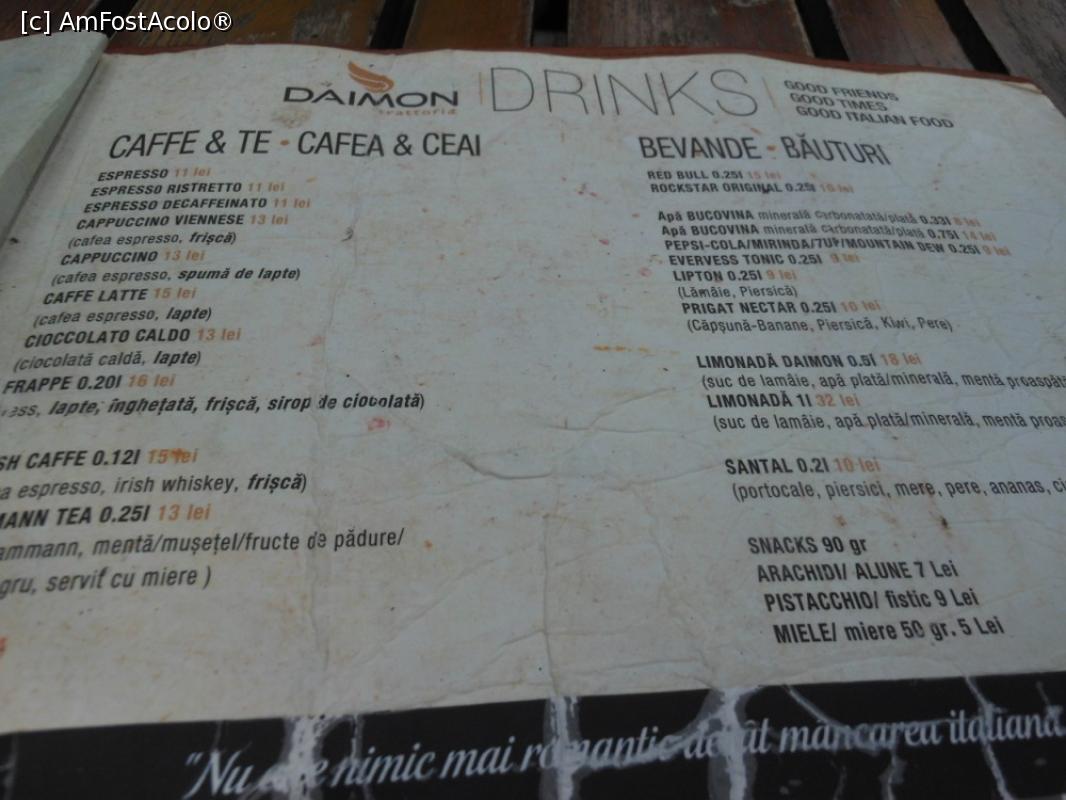 [c] AmFostAcolo®
DAIMON
trattoria
DRINKS
GOOD FRIENDS
GOOD TIMES
GOOD ITALIAN FOOD
CAFFE & TE • CAFEA & CEAI
ESPRESSO 11 lei
ESPRESSO RISTRETTO 11 lei
ESPRESSO DECAFFEINATO 11 lei
CAPPUCCINO VIENNESE 13 lei
(cafea espresso, frișcă)
CAPPUCCINO 13 lei
(cafea espresso, spumă de lapte)
CAFFE LATTE 15 lei
(cafea espresso, lapte)
CIOCCOLATO CALDO 13 lei
(ciocolată caldă, lapte)
FRAPPE 0.20l 16 lei
ess, lapte, înghețată, frișcă, sirop de ciocolată)
SH CAFFE 0.12l 15 lei
a espresso, irish whiskey, frișcă)
MANN TEA 0.25l 13 lei
ammann, mentă/mușețel/fructe de pădure/
gru, servit cu miere )
BEVANDE • BĂUTURI
RED BULL 0.25l 15 lei
ROCKSTAR ORIGINAL 0.25l lei
Apă BUCOVINA minerală carbonatată/plată 0.33l 8 lei
Apă BUCOVINA minerală carbonatată/plată 0.75l 14 lei
PEPSI-COLA/MIRINDA/7UP/MOUNTAIN DEW 0.25l 9 lei
EVERVESS TONIC 0.25l 9 lei
LIPTON 0.25l 9 lei
(Lămâie, Piersică)
PRIGAT NECTAR 0.25l 10 lei
(Căpșună-Banane, Piersică, Kiwi, Pere)
LIMONADĂ DAIMON 0.5l 18 lei
(suc de lamâie, apă plată/minerală, mentă proaspăt
LIMONADĂ 1l 32 lei
(suc de lamâie, apă plată/minerală, mentă proas
SANTAL 0.2l 10 lei
(portocale, piersici, mere, pere, ananas, ci
SNACKS 90 gr
ARACHIDI/ ALUNE 7 Lei
PISTACCHIO/ fistic 9 Lei
MIELE/ miere 50 gr. 5 Lei
"Nu e nimic mai romantic decât mâncarea italiană